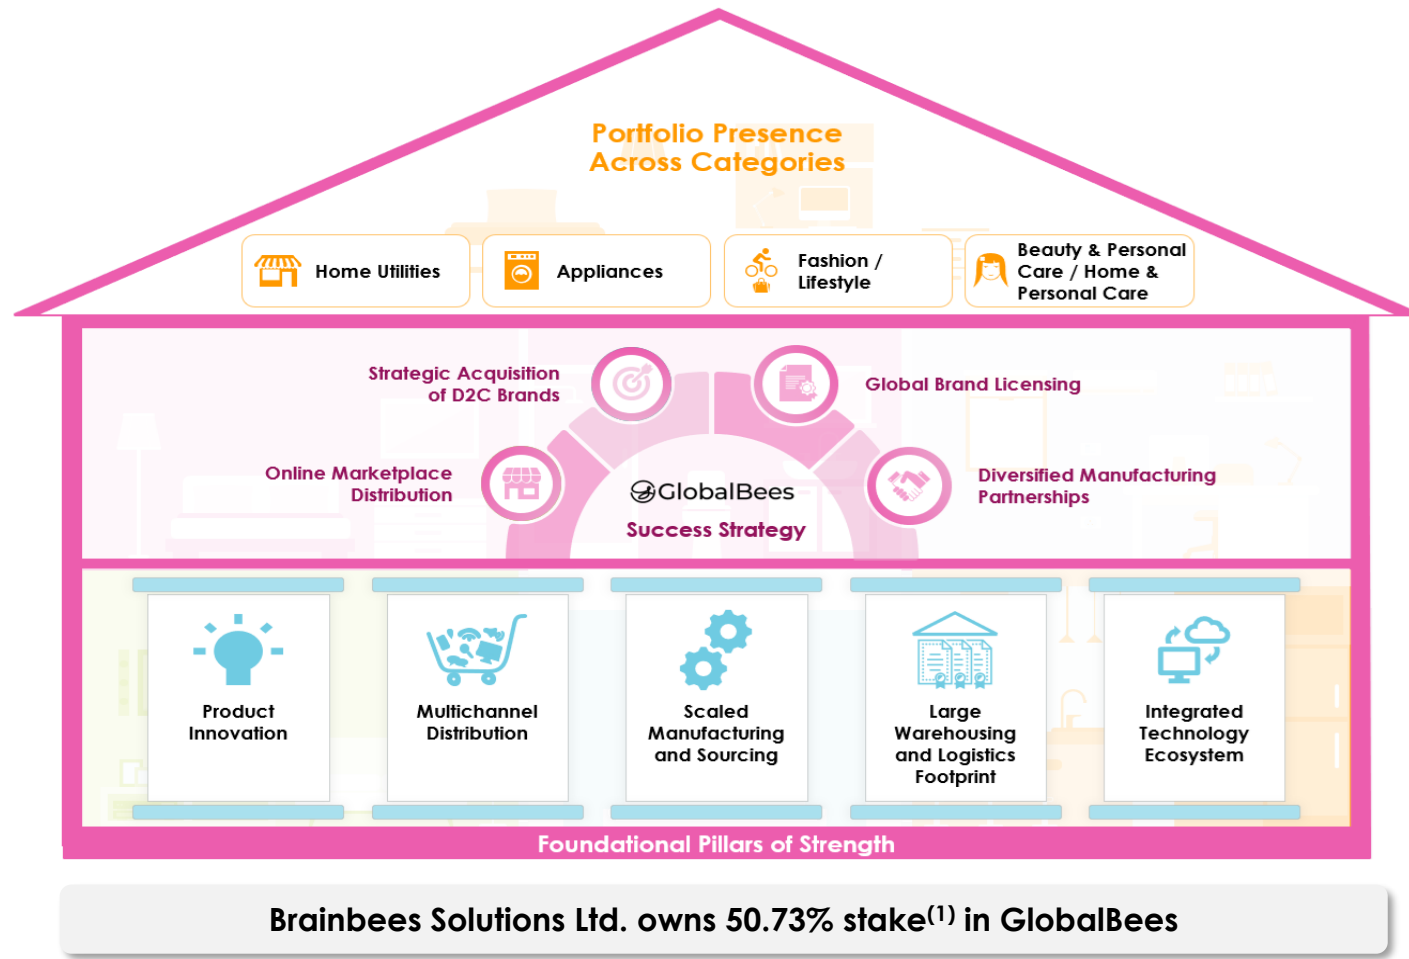 Portfolio Presence
Across Categories
Home Utilities
Appliances
Fashion /
Lifestyle
Beauty & Personal
Care / Home &
Personal Care
Strategic Acquisition
of D2C Brands
Global Brand Licensing
Online Marketplace
Distribution
Diversified Manufacturing
Partnerships
GlobalBees
Success Strategy
Product
Innovation
Multichannel
Distribution
Scaled
Manufacturing
and Sourcing
Large
Warehousing
and Logistics
Footprint
Integrated
Technology
Ecosystem
Foundational Pillars of Strength
Brainbees Solutions Ltd. owns 50.73% stake(1) in GlobalBees